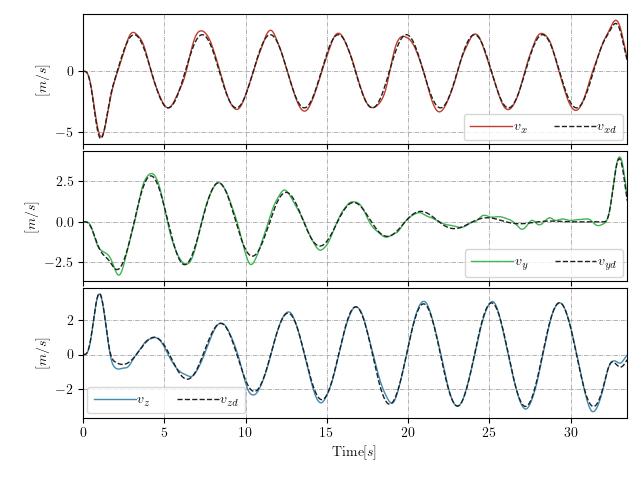 0
−5
[m/s]
v_x v_xd
2.5
0.0
−2.5
[m/s]
v_y v_yd
2
0
−2
[m/s]
v_z v_zd
0 5 10 15 20 25 30
Time[s]